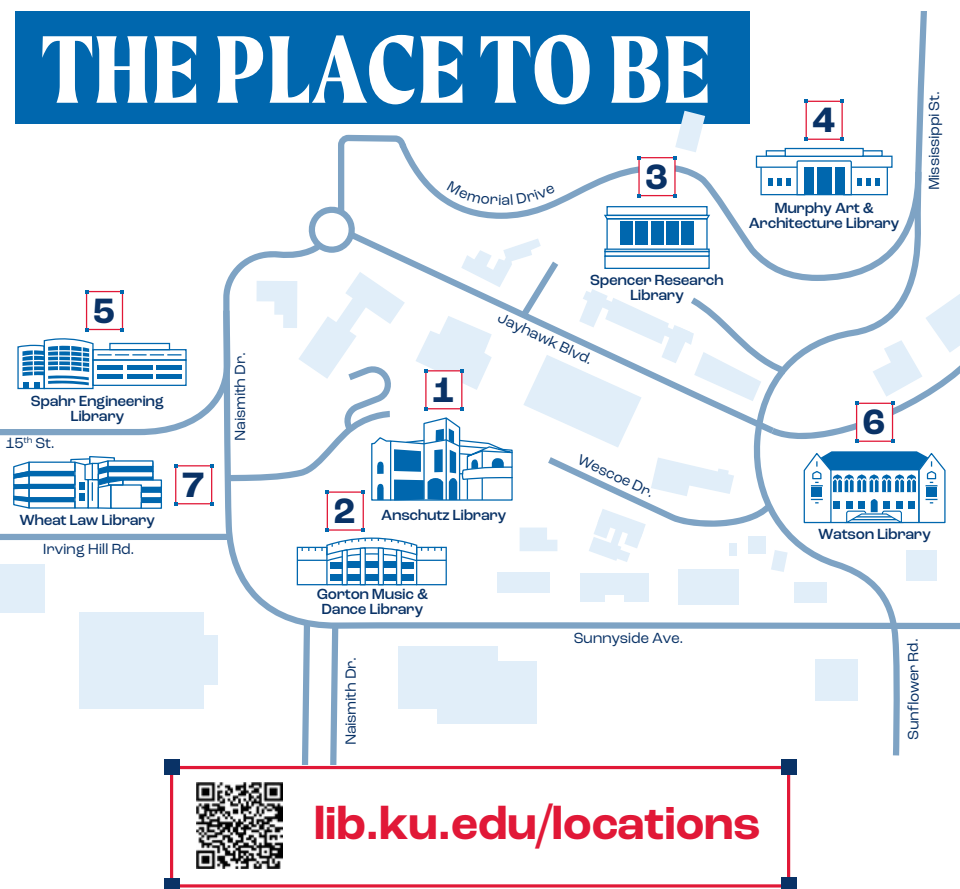 THE PLACE TO BE
4
Mississippi St.
3
Memorial Drive
Murphy Art &
Architecture Library
Spencer Research
Library
5
Jayhawk Blvd.
Naismith Dr.
1
Spahr Engineering
Library
6
15th St.
Wescoe Dr.
7
2
Anschutz Library
Wheat Law Library
Watson Library
Irving Hill Rd.
Gorton Music &
Dance Library
Sunnyside Ave.
Naismith Dr.
Sunflower Rd.
lib.ku.edu/locations